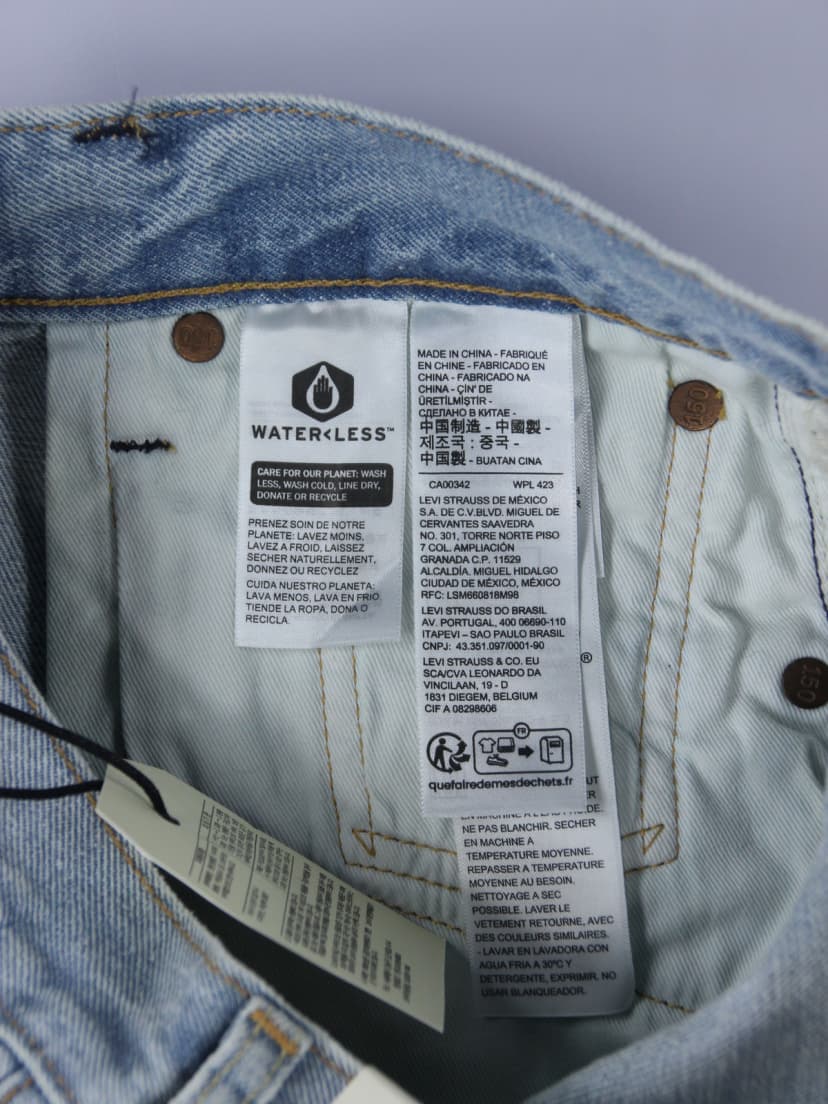 WATER<LESS™
CARE FOR OUR PLANET: WASH
LESS, WASH COLD, LINE DRY,
DONATE OR RECYCLE
PRENEZ SOIN DE NOTRE
PLANETE: LAVEZ MOINS,
LAVEZ A FROID, LAISSEZ
SECHER NATURELLEMENT,
DONNEZ OU RECYCLEZ
CUIDA NUESTRO PLANETA:
LAVA MENOS, LAVA EN FRIO
TIENDE LA ROPA, DONA O
RECICLA.
MADE IN CHINA - FABRIQUÉ
EN CHINE - FABRICADO EN
CHINA - FABRICADO NA
CHINA - ÇIN' DE
ÜRETİLMİŞTİR -
СДЕЛАНО В КИТАЕ -
中国制造 - 中國製 -
제조국 : 중국 -
中国製 - BUATAN CINA
CA00342 WPL 423
LEVI STRAUSS DE MÉXICO
S.A. DE C.V.BLVD. MIGUEL DE
CERVANTES SAAVEDRA
NO. 301, TORRE NORTE PISO
7 COL. AMPLIACIÓN
GRANADA C.P. 11529
ALCALDÍA. MIGUEL HIDALGO
CIUDAD DE MÉXICO, MÉXICO
RFC: LSM660818M98
LEVI STRAUSS DO BRASIL
AV. PORTUGAL, 400 06690-110
ITAPEVI – SAO PAULO BRASIL
CNPJ: 43.351.097/0001-90
LEVI STRAUSS & CO. EU
SCA/CVA LEONARDO DA
VINCILAAN, 19 - D
1831 DIEGEM, BELGIUM
CIF A 08298606
FR
quefairedemesdechets.fr
®
EN MACHINE A L'EAU
NE PAS BLANCHIR. SECHER
EN MACHINE A
TEMPERATURE MOYENNE.
REPASSER A TEMPERATURE
MOYENNE AU BESOIN.
NETTOYAGE A SEC
POSSIBLE. LAVER LE
VETEMENT RETOURNE, AVEC
DES COULEURS SIMILAIRES.
- LAVAR EN LAVADORA CON
AGUA FRIA A 30ºC Y
DETERGENTE, EXPRIMIR. NO
USAR BLANQUEADOR.
150
150